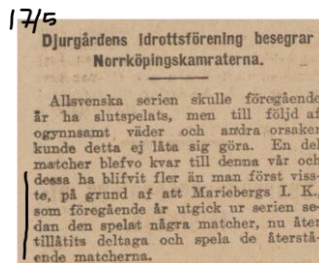 17/5
Djurgårdens Idrottsförening besegrar
Norrköpingskamraterna.
Allsvenska serien skulle föregående
år ha slutspelats, men till följd af
ogynnsamt väder och andra orsaker
kunde detta ej låta sig göra. En del
matcher blefvo kvar till denna vår och
dessa ha blifvit fler än man först viss-
te, på grund af att Mariebergs I. K.,
som föregående år utgick ur serien se-
dan den spelat några matcher, nu åter
tillåtits deltaga och spela de återstå-
ende matcherna.